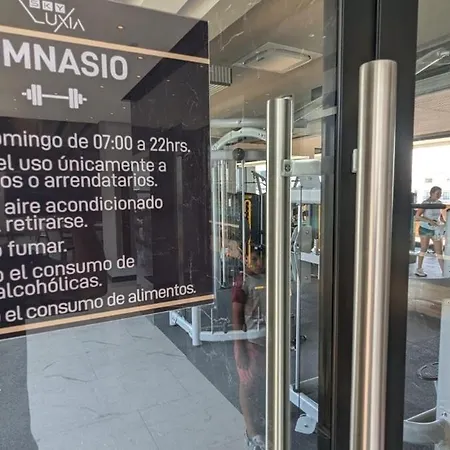 SKY
LUXIA
MNASIO
omingo de 07:00 a 22hrs.
el uso únicamente a
os o arrendatarios.
aire acondicionado
retirarse.
fumar.
o el consumo de
alcohólicas.
el consumo de alimentos.